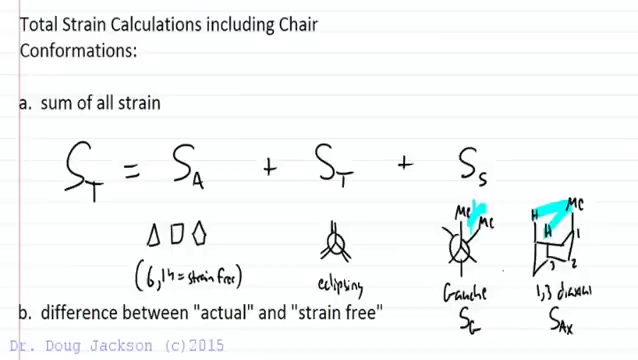 Total Strain Calculations including Chair
Conformations:
a. sum of all strain
S_T = S_A + S_T + S_S
Me Me H Me
H 1
3 2
(6,14 = strain free) eclipsing Gauche 1,3 diaxial
S_G S_Ax
b. difference between "actual" and "strain free"
Dr. Doug Jackson (c)2015